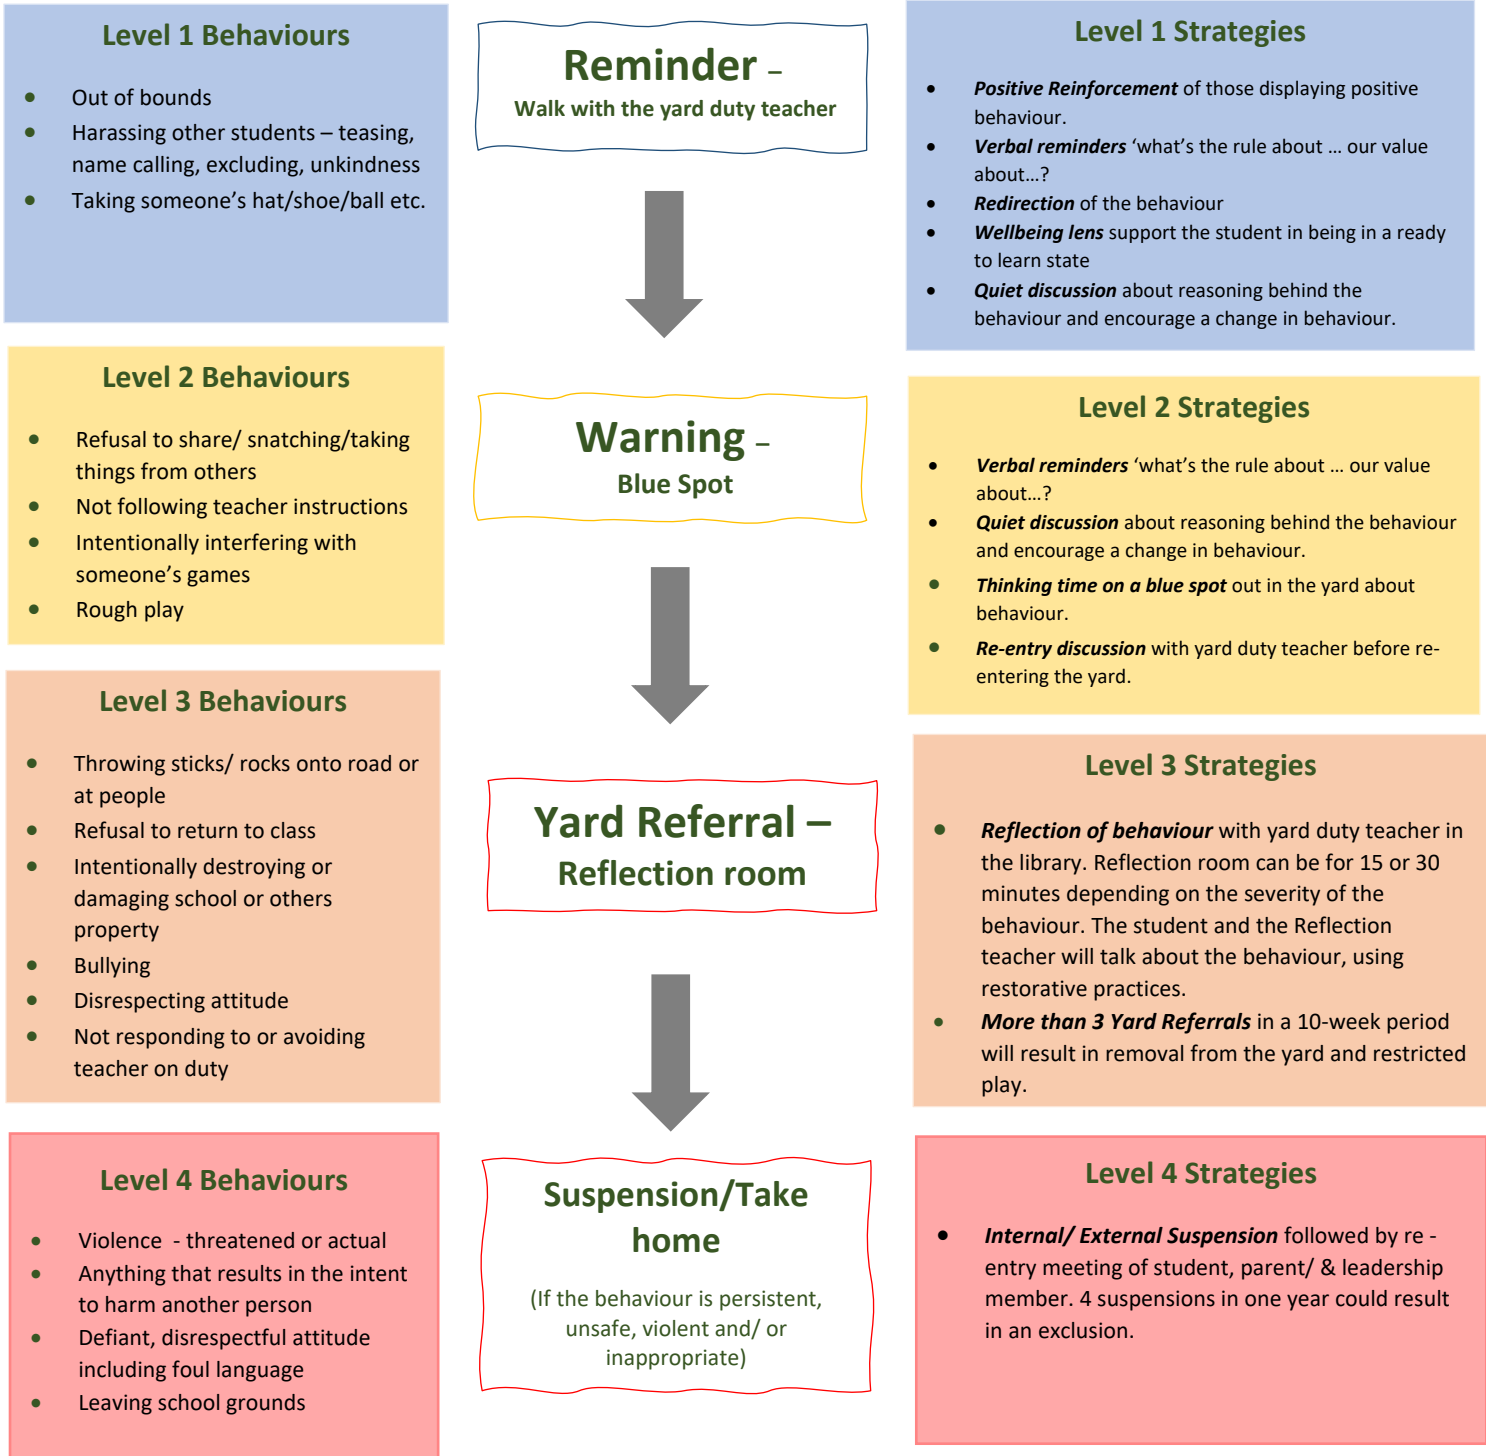 Level 1 Behaviours
• Out of bounds
• Harassing other students – teasing,
name calling, excluding, unkindness
• Taking someone's hat/shoe/ball etc.
Reminder –
Walk with the yard duty teacher
Level 1 Strategies
• Positive Reinforcement of those displaying positive
behaviour.
• Verbal reminders 'what's the rule about … our value
about…?
• Redirection of the behaviour
• Wellbeing lens support the student in being in a ready
to learn state
• Quiet discussion about reasoning behind the
behaviour and encourage a change in behaviour.
Level 2 Behaviours
• Refusal to share/ snatching/taking
things from others
• Not following teacher instructions
• Intentionally interfering with
someone's games
• Rough play
Warning –
Blue Spot
Level 2 Strategies
• Verbal reminders 'what's the rule about … our value
about…?
• Quiet discussion about reasoning behind the behaviour
and encourage a change in behaviour.
• Thinking time on a blue spot out in the yard about
behaviour.
• Re-entry discussion with yard duty teacher before re-
entering the yard.
Level 3 Behaviours
• Throwing sticks/ rocks onto road or
at people
• Refusal to return to class
• Intentionally destroying or
damaging school or others
property
• Bullying
• Disrespecting attitude
• Not responding to or avoiding
teacher on duty
Yard Referral –
Reflection room
Level 3 Strategies
• Reflection of behaviour with yard duty teacher in
the library. Reflection room can be for 15 or 30
minutes depending on the severity of the
behaviour. The student and the Reflection
teacher will talk about the behaviour, using
restorative practices.
• More than 3 Yard Referrals in a 10-week period
will result in removal from the yard and restricted
play.
Level 4 Behaviours
• Violence - threatened or actual
• Anything that results in the intent
to harm another person
• Defiant, disrespectful attitude
including foul language
• Leaving school grounds
Suspension/Take
home
(If the behaviour is persistent,
unsafe, violent and/ or
inappropriate)
Level 4 Strategies
• Internal/ External Suspension followed by re -
entry meeting of student, parent/ & leadership
member. 4 suspensions in one year could result
in an exclusion.